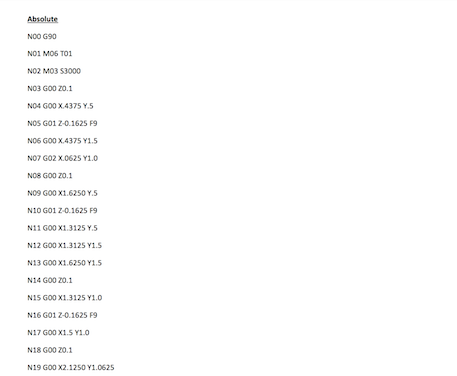 Absolute
N00 G90
N01 M06 T01
N02 M03 S3000
N03 G00 Z0.1
N04 G00 X.4375 Y.5
N05 G01 Z-0.1625 F9
N06 G00 X.4375 Y1.5
N07 G02 X.0625 Y1.0
N08 G00 Z0.1
N09 G00 X1.6250 Y.5
N10 G01 Z-0.1625 F9
N11 G00 X1.3125 Y.5
N12 G00 X1.3125 Y1.5
N13 G00 X1.6250 Y1.5
N14 G00 Z0.1
N15 G00 X1.3125 Y1.0
N16 G01 Z-0.1625 F9
N17 G00 X1.5 Y1.0
N18 G00 Z0.1
N19 G00 X2.1250 Y1.0625